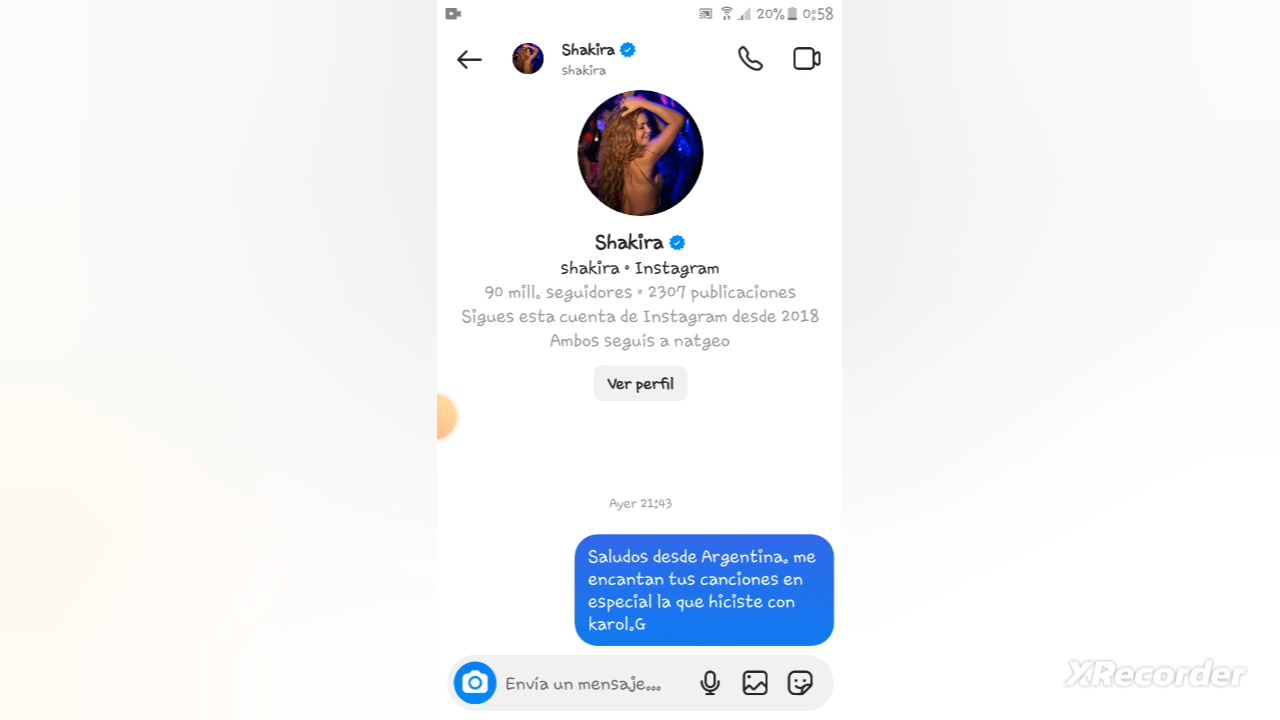 20% 0:58
Shakira
shakira
Shakira
shakira • Instagram
90 mill. seguidores • 2307 publicaciones
Sigues esta cuenta de Instagram desde 2018
Ambos seguís a natgeo
Ver perfil
Ayer 21:43
Saludos desde Argentina. me
encantan tus canciones en
especial la que hiciste con
karol.G
Envía un mensaje...
XRecorder